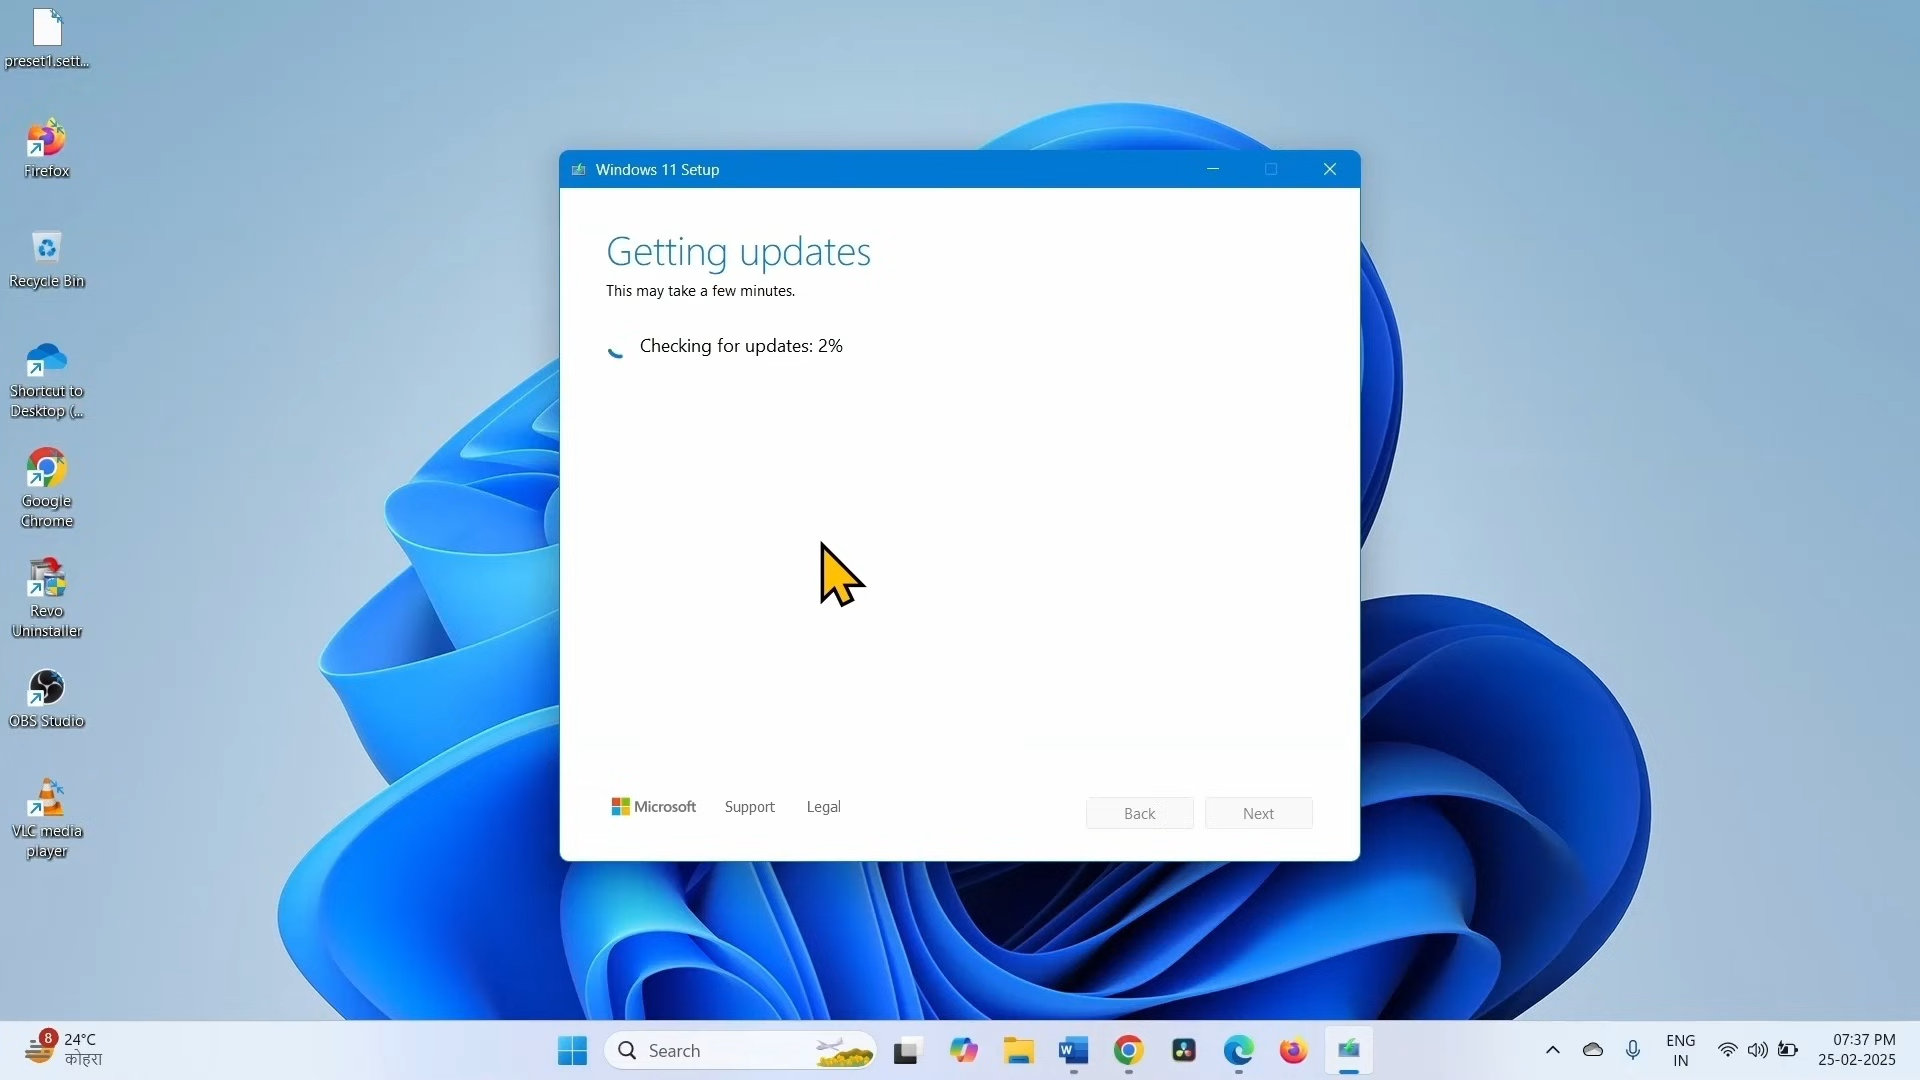 preset1.sett...
Firefox
Recycle Bin
Shortcut to
Desktop (...
Google
Chrome
Revo
Uninstaller
OBS Studio
VLC media
player
Windows 11 Setup
Getting updates
This may take a few minutes.
Checking for updates: 2%
Microsoft
Support
Legal
Back
Next
8
24°C
कोहरा
Search
W
ENG
IN
07:37 PM
25-02-2025